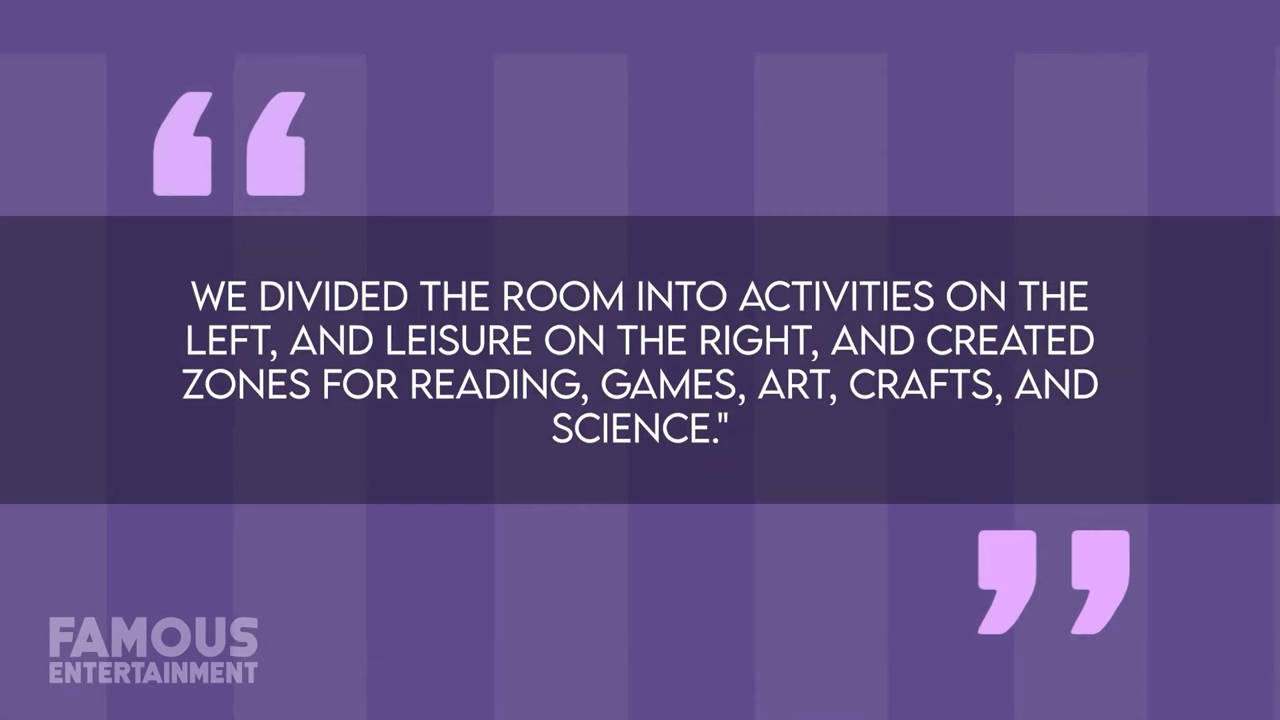 WE DIVIDED THE ROOM INTO ACTIVITIES ON THE
LEFT, AND LEISURE ON THE RIGHT, AND CREATED
ZONES FOR READING, GAMES, ART, CRAFTS, AND
SCIENCE."
FAMOUS
ENTERTAINMENT